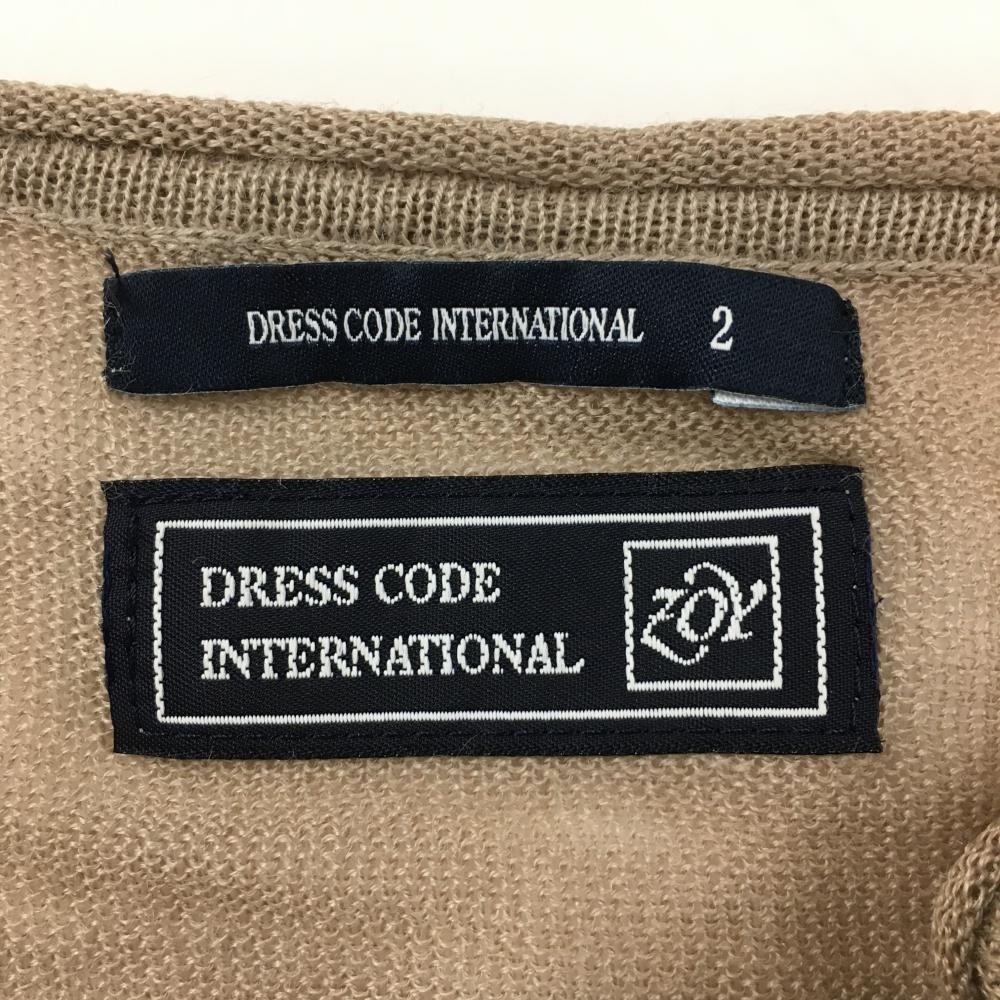 DRESS CODE INTERNATIONAL 2
DRESS CODE
INTERNATIONAL
ZOY